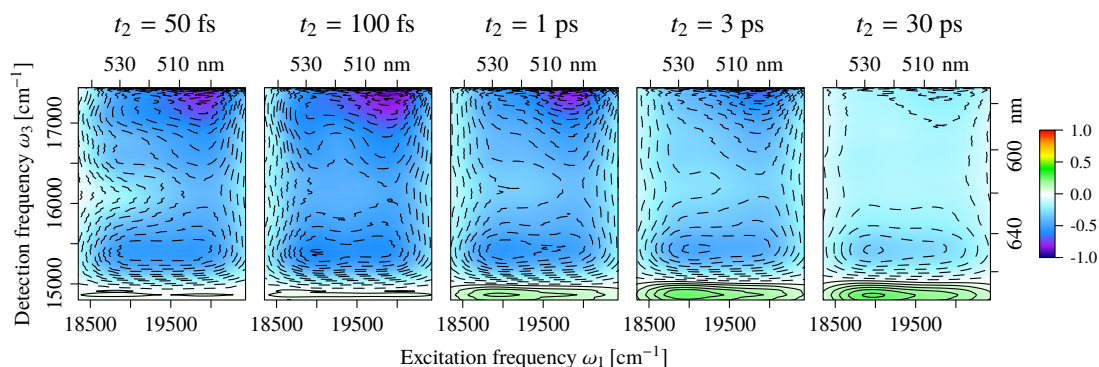 t₂ = 50 fs t₂ = 100 fs t₂ = 1 ps t₂ = 3 ps t₂ = 30 ps
530 510 nm 530 510 nm 530 510 nm 530 510 nm 530 510 nm
Detection frequency ω₃ [cm⁻¹]
17000
16000
15000
nm
600
640
1.0
0.5
0.0
-0.5
-1.0
18500 19500 18500 19500 18500 19500 18500 19500 18500 19500
Excitation frequency ω₁ [cm⁻¹]